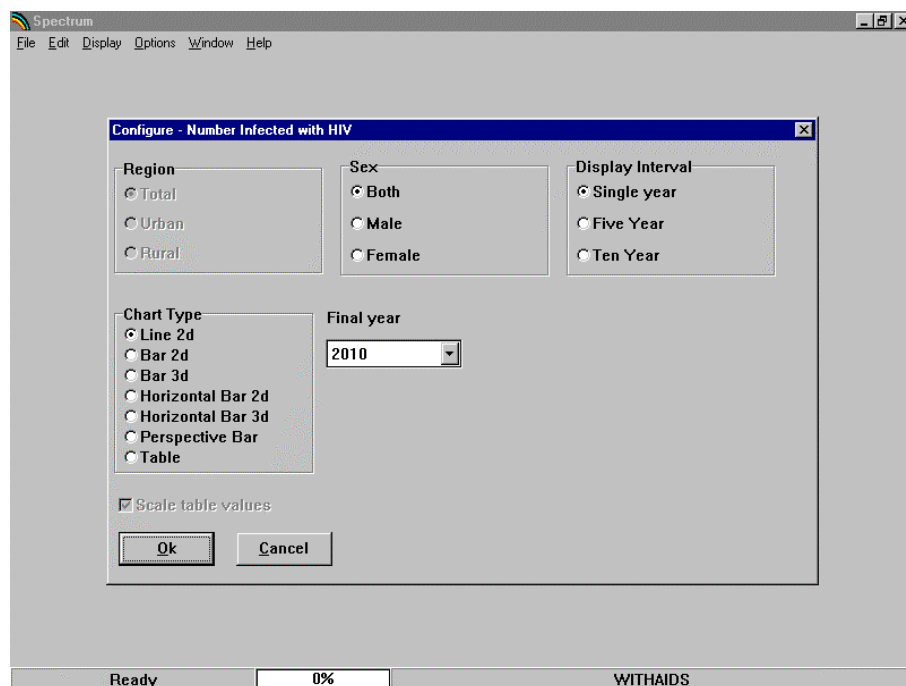 Spectrum
File Edit Display Options Window Help
Configure - Number Infected with HIV
Region
Total
Urban
Rural
Sex
Both
Male
Female
Display Interval
Single year
Five Year
Ten Year
Chart Type
Line 2d
Bar 2d
Bar 3d
Horizontal Bar 2d
Horizontal Bar 3d
Perspective Bar
Table
Final year
2010
Scale table values
Ok Cancel
Ready 0% WITHAIDS